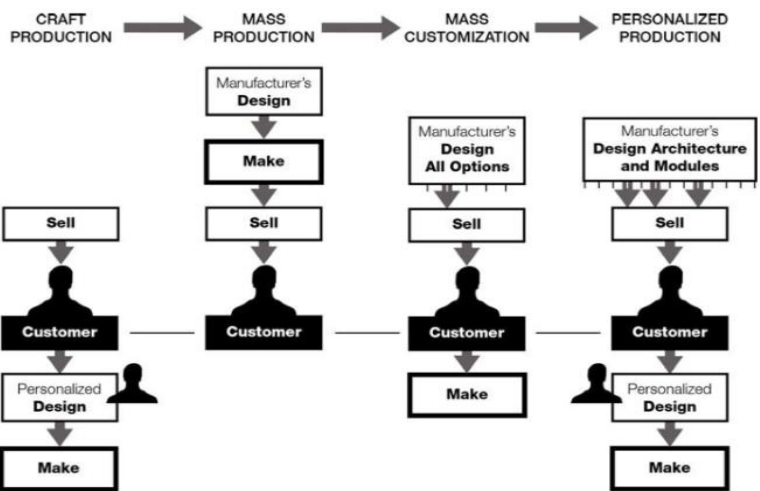 CRAFT
PRODUCTION
MASS
PRODUCTION
MASS
CUSTOMIZATION
PERSONALIZED
PRODUCTION
Sell
Customer
Personalized
Design
Make
Manufacturer's
Design
Make
Sell
Customer
Manufacturer's
Design
All Options
Sell
Customer
Make
Manufacturer's
Design Architecture
and Modules
Sell
Customer
Personalized
Design
Make